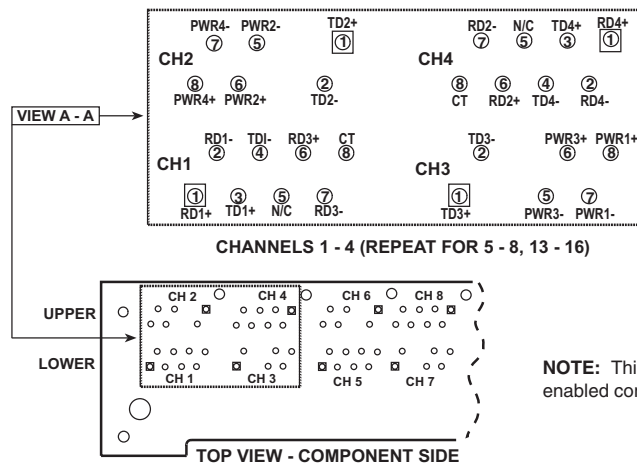 PWR4- PWR2- TD2+ RD2- N/C TD4+ RD4+
7 5 1 7 5 3 1
CH2 CH4
8 6 2 8 6 4 2
PWR4+ PWR2+ TD2- CT RD2+ TD4- RD4-
VIEW A - A
RD1- TDI- RD3+ CT TD3- PWR3+ PWR1+
2 4 6 8 2 6 8
CH1 CH3
1 3 5 7 1 5 7
RD1+ TD1+ N/C RD3- TD3+ PWR3- PWR1-
CHANNELS 1 - 4 (REPEAT FOR 5 - 8, 13 - 16)
CH 2 CH 4 CH 6 CH 8
UPPER
LOWER
CH 1 CH 3 CH 5 CH 7
NOTE: Thi
enabled cor
TOP VIEW - COMPONENT SIDE